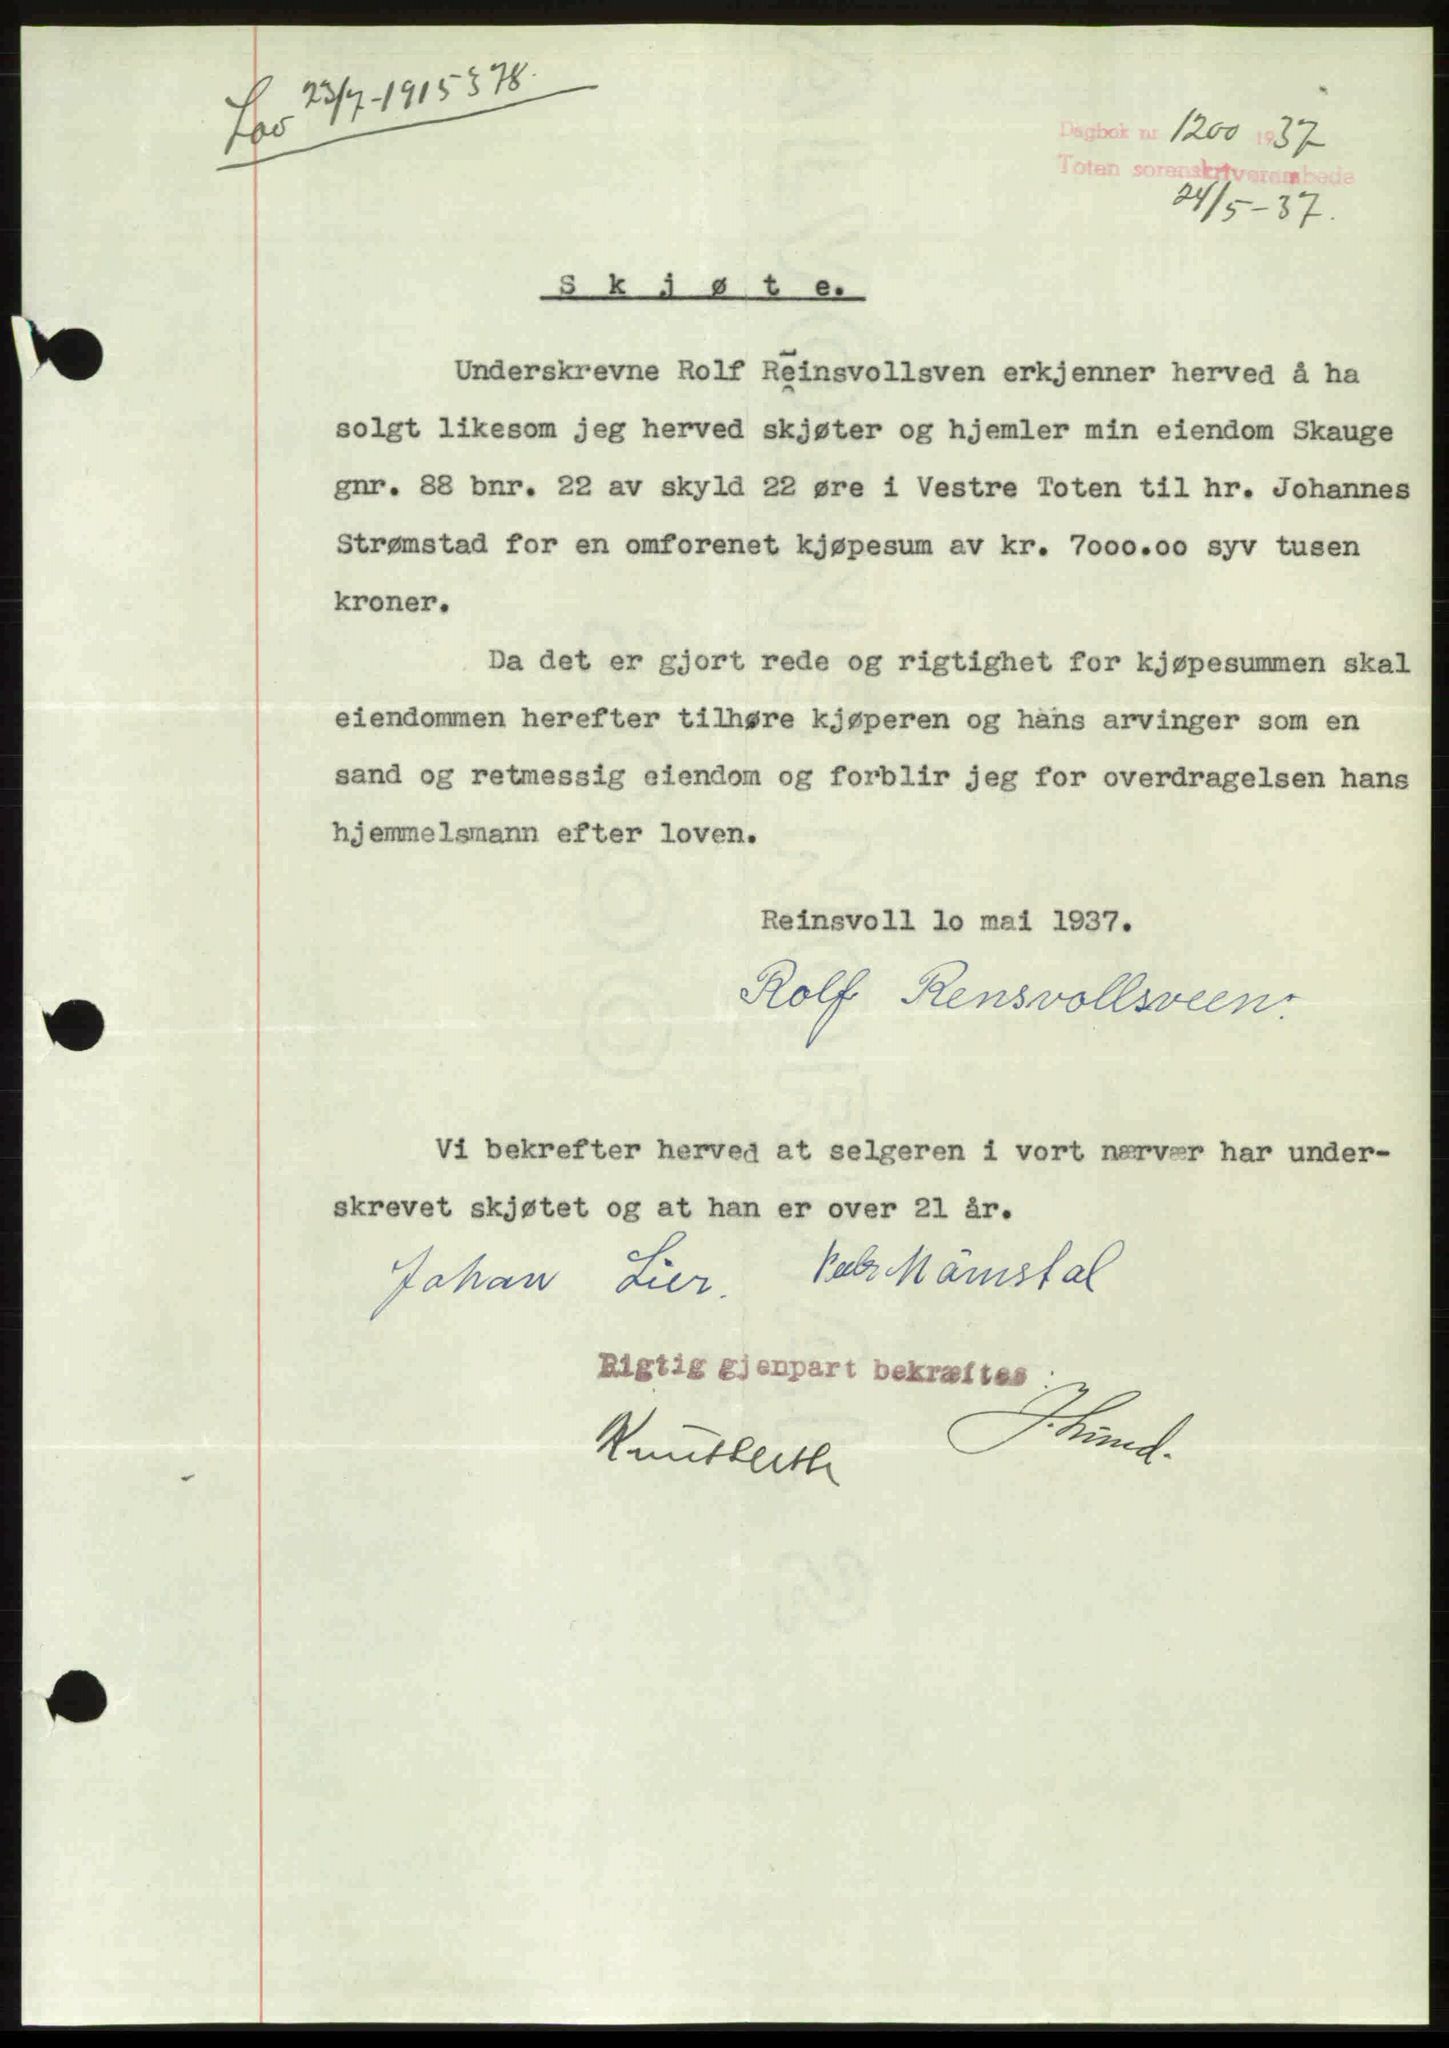 Lov 23/7-1915 § 78.
Dagbok nr 1200 1937
Toten sorenskriverembede
24/5-37.
Skjøte.
Underskrevne Rolf Reinsvollsven erkjenner herved å ha
solgt likesom jeg herved skjøter og hjemler min eiendom Skauge
gnr. 88 bnr. 22 av skyld 22 øre i Vestre Toten til hr. Johannes
Strømstad for en omforenet kjøpesum av kr. 7ooo.oo syv tusen
kroner.
Da det er gjort rede og rigtighet for kjøpesummen skal
eiendommen herefter tilhøre kjøperen og hans arvinger som en
sand og retmessig eiendom og forblir jeg for overdragelsen hans
hjemmelsmann efter loven.
Reinsvoll 1o mai 1937.
Rolf Rensvollsveen.
Vi bekrefter herved at selgeren i vort nærvær har under-
skrevet skjøtet og at han er over 21 år.
Johan Lier.
Rigtig gjenpart bekræftes:
J. Lund.